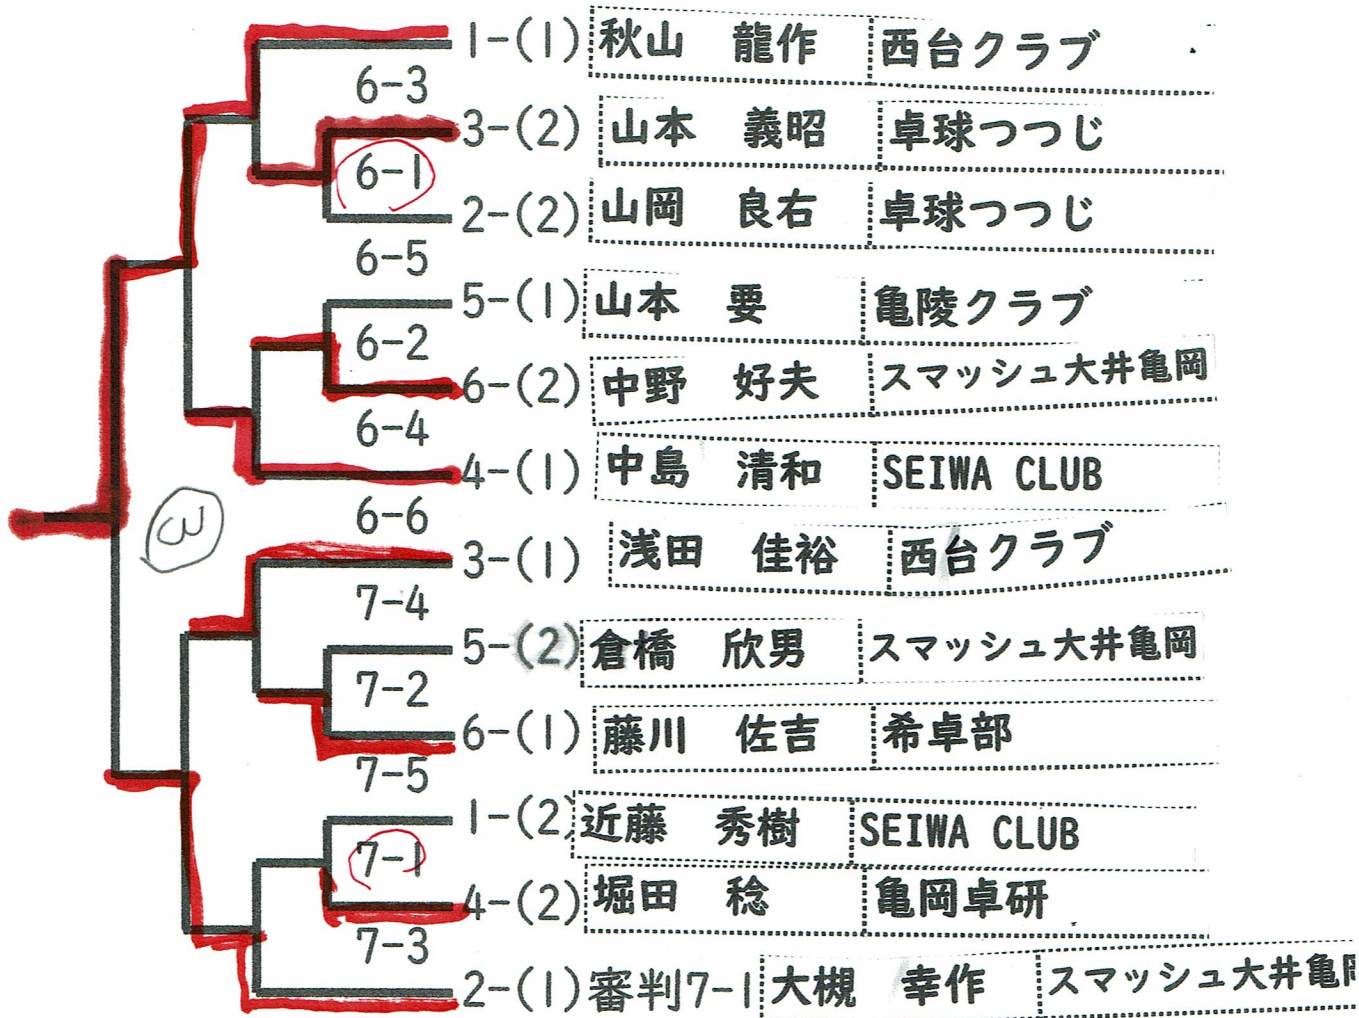 1-(1) 秋山 龍作 西台クラブ
6-3
3-(2) 山本 義昭 卓球つつじ
6-1
2-(2) 山岡 良右 卓球つつじ
6-5
5-(1) 山本 要 亀陵クラブ
6-2
6-(2) 中野 好夫 スマッシュ大井亀岡
6-4
4-(1) 中島 清和 SEIWA CLUB
6-6
3
3-(1) 浅田 佳裕 西台クラブ
7-4
5-(2) 倉橋 欣男 スマッシュ大井亀岡
7-2
6-(1) 藤川 佐吉 希卓部
7-5
1-(2) 近藤 秀樹 SEIWA CLUB
7-1
4-(2) 堀田 稔 亀岡卓研
7-3
2-(1) 審判7-1 大槻 幸作 スマッシュ大井亀岡